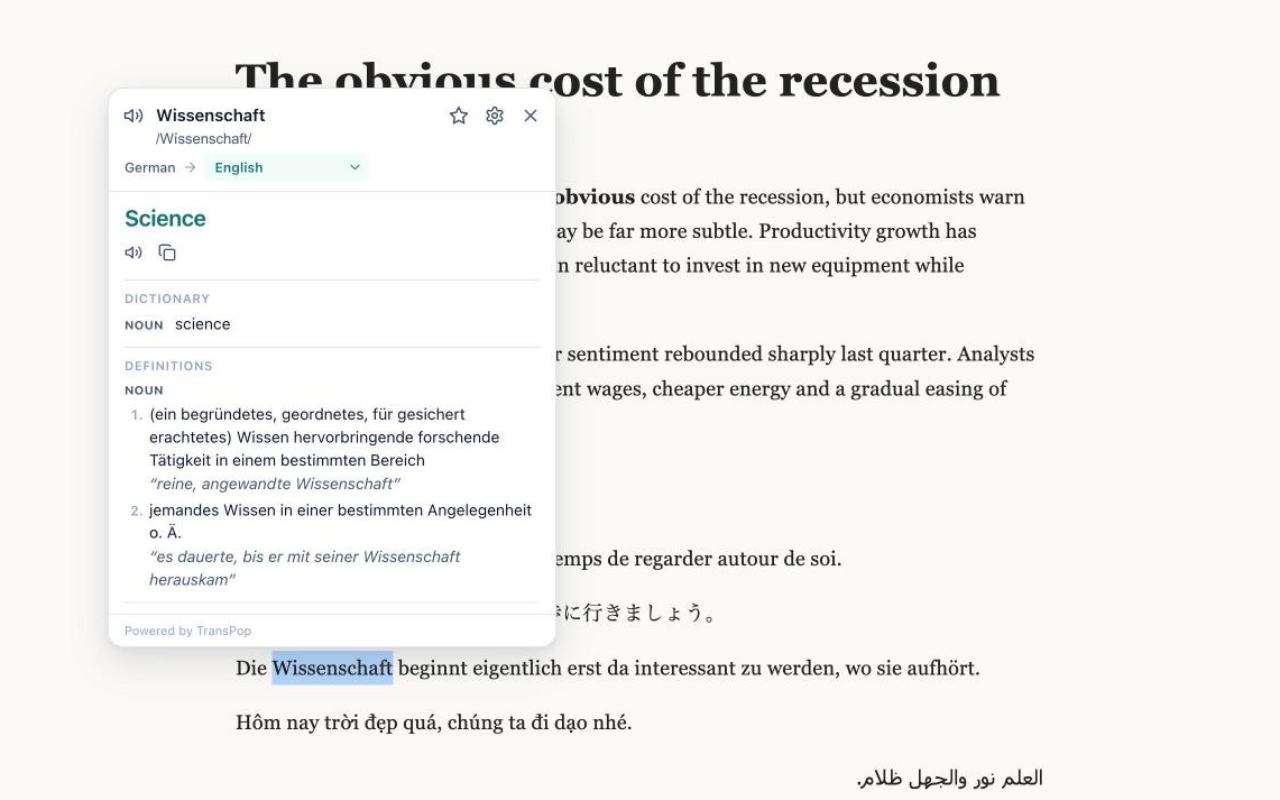 The obvious cost of the recession
Wissenschaft
/Wissenschaft/
German → English
Science
DICTIONARY
NOUN science
DEFINITIONS
NOUN
1. (ein begründetes, geordnetes, für gesichert
erachtetes) Wissen hervorbringende forschende
Tätigkeit in einem bestimmten Bereich
“reine, angewandte Wissenschaft”
2. jemandes Wissen in einer bestimmten Angelegenheit
o. Ä.
“es dauerte, bis er mit seiner Wissenschaft
herauskam”
Powered by TransPop
obvious cost of the recession, but economists warn
be far more subtle. Productivity growth has
reluctant to invest in new equipment while
sentiment rebounded sharply last quarter. Analysts
wages, cheaper energy and a gradual easing of
de regarder autour de soi.
に行きましょう。
Die Wissenschaft beginnt eigentlich erst da interessant zu werden, wo sie aufhört.
Hôm nay trời đẹp quá, chúng ta đi dạo nhé.
العلم نور والجهل ظلام.